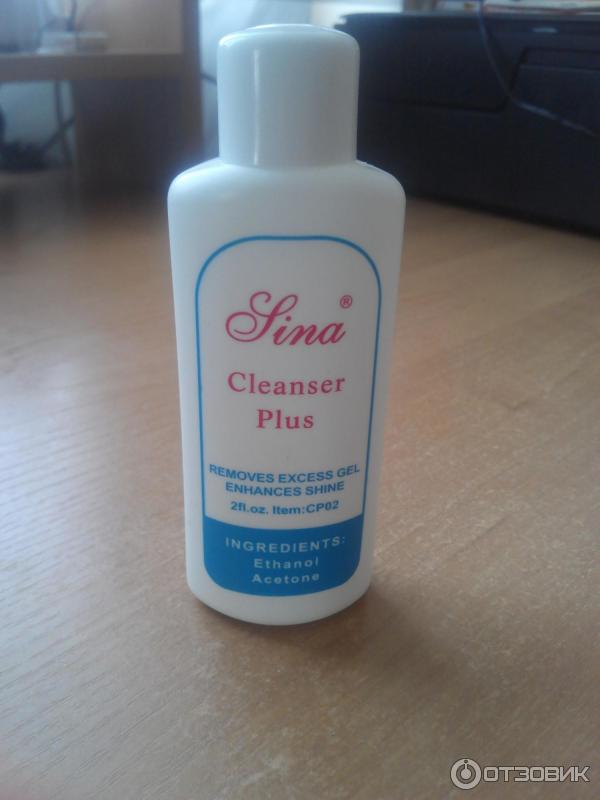 Sina®
Cleanser
Plus
REMOVES EXCESS GEL
ENHANCES SHINE
2fl.oz. Item:CP02
INGREDIENTS:
Ethanol
Acetone
ОТЗОВИК